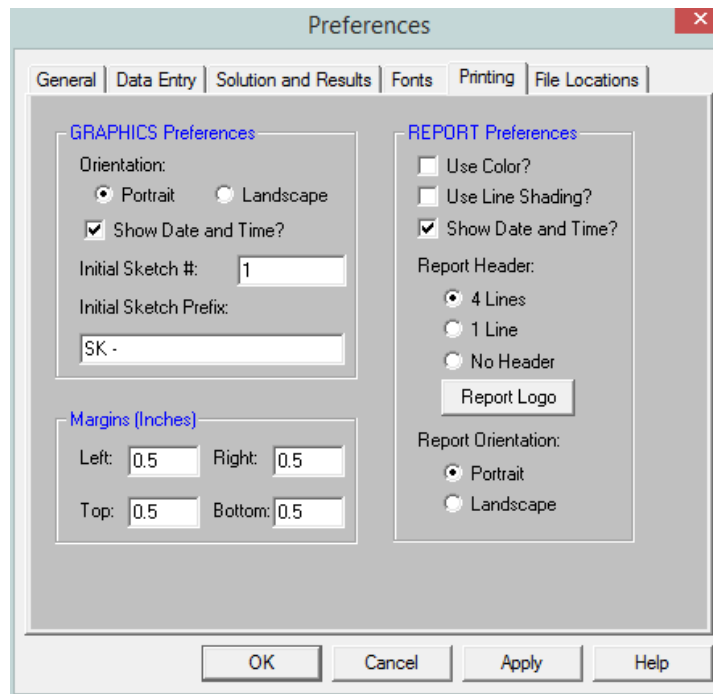 Preferences
General Data Entry Solution and Results Fonts Printing File Locations
GRAPHICS Preferences
Orientation:
Portrait Landscape
Show Date and Time?
Initial Sketch #: 1
Initial Sketch Prefix:
SK -
Margins (Inches)
Left: 0.5 Right: 0.5
Top: 0.5 Bottom: 0.5
REPORT Preferences
Use Color?
Use Line Shading?
Show Date and Time?
Report Header:
4 Lines
1 Line
No Header
Report Logo
Report Orientation:
Portrait
Landscape
OK Cancel Apply Help